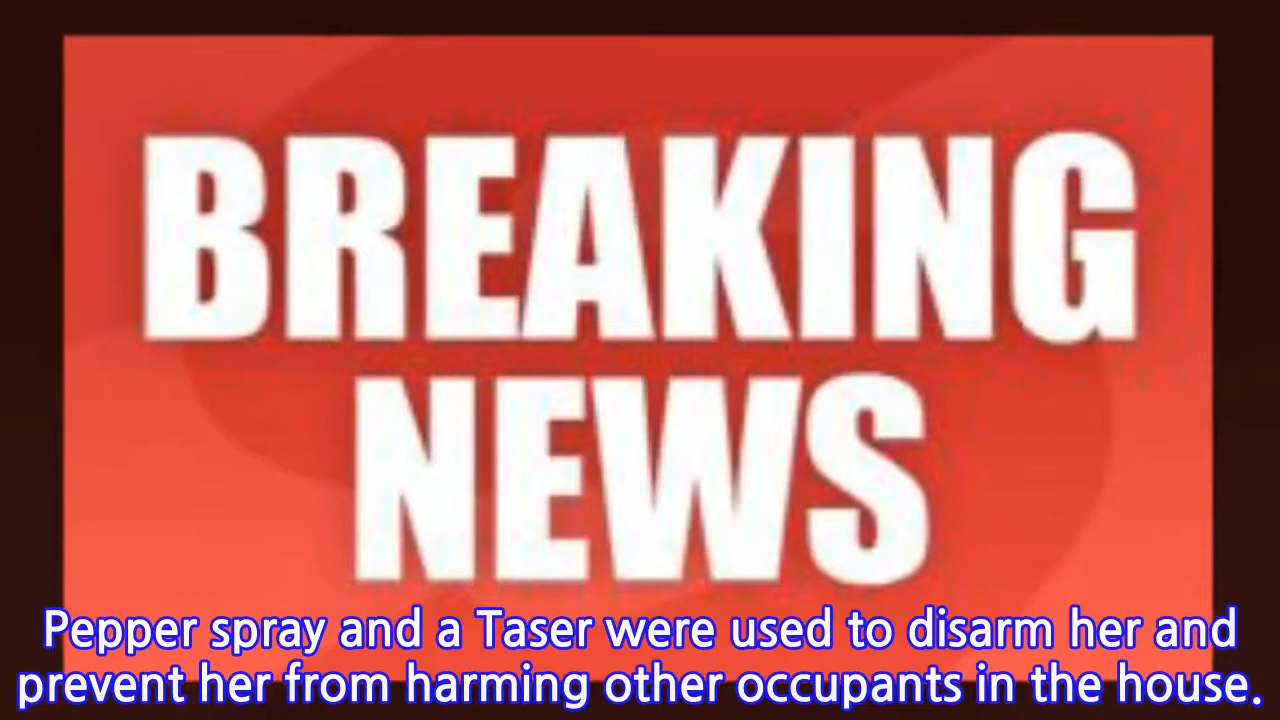 BREAKING
NEWS
Pepper spray and a Taser were used to disarm her and
prevent her from harming other occupants in the house.